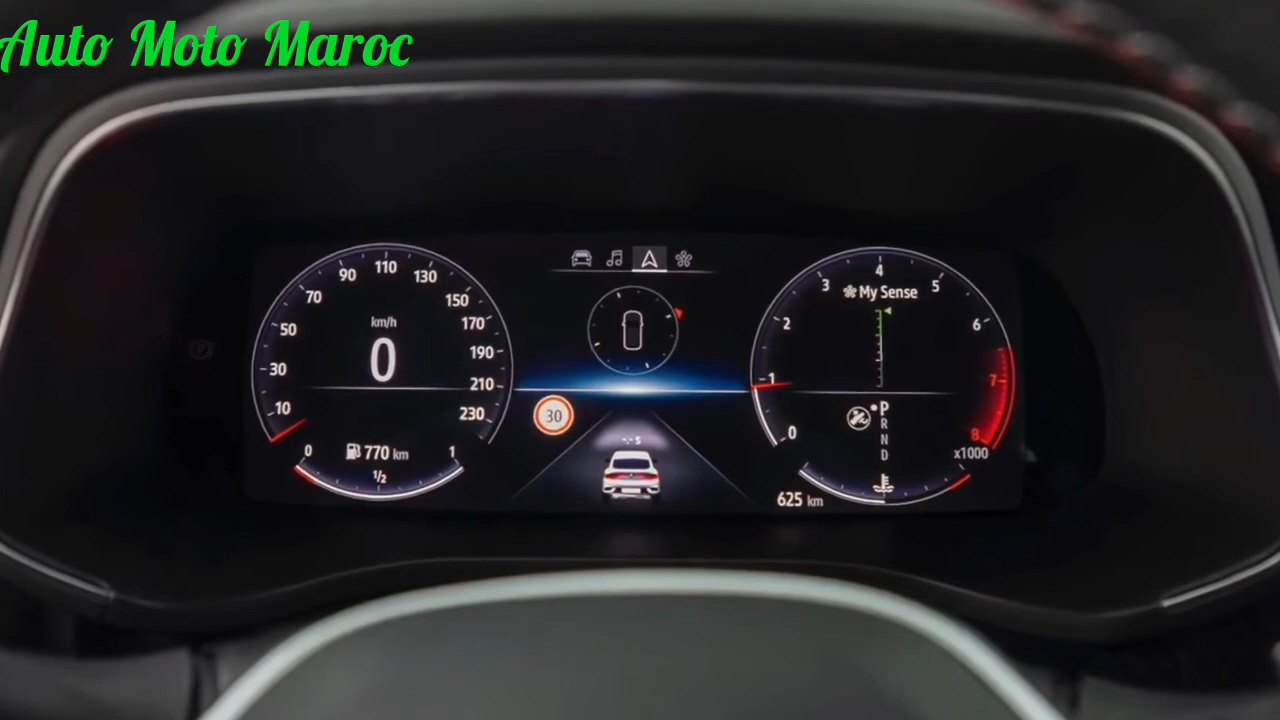 Auto Moto Maroc
90 110 130
70 150
50 km/h 170
30 0 190
10 210
230
0 770 km 1
1/2
30
-,- s
4
3 5
My Sense
2 6
1 7
0 8
x1000
P
R
N
D
625 km